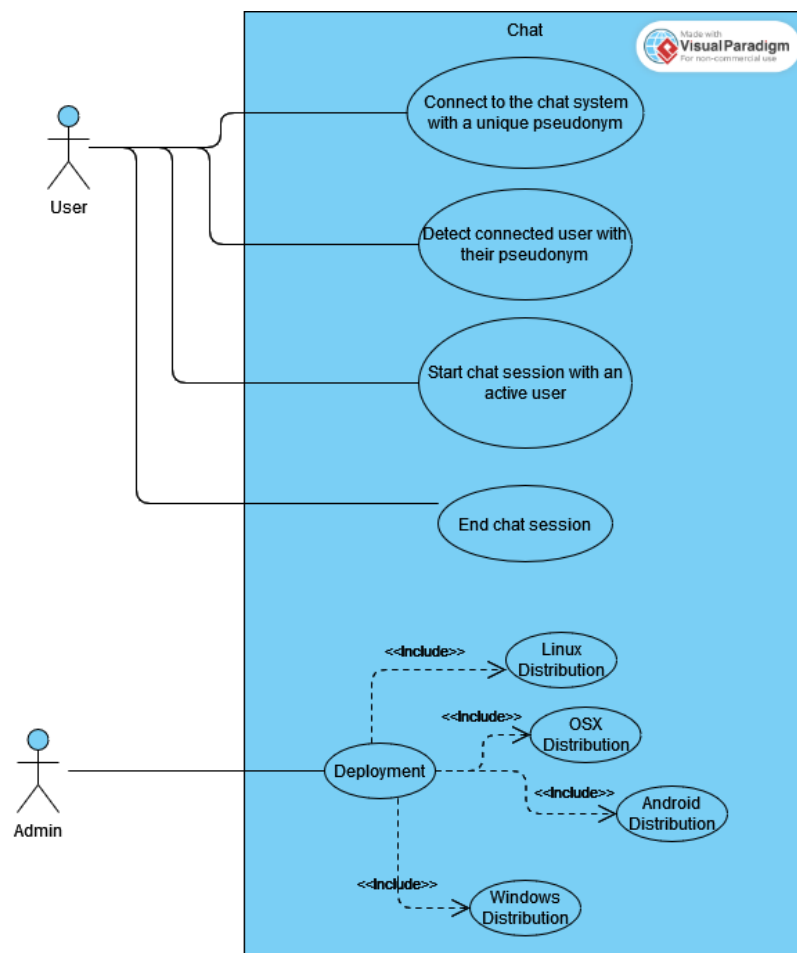 Chat
Made with
Visual Paradigm
For non-commercial use
Connect to the chat system
with a unique pseudonym
User
Detect connected user with
their pseudonym
Start chat session with an
active user
End chat session
<<Include>>
Linux
Distribution
<<Include>>
OSX
Distribution
Deployment
<<Include>>
Android
Distribution
Admin
<<Include>>
Windows
Distribution